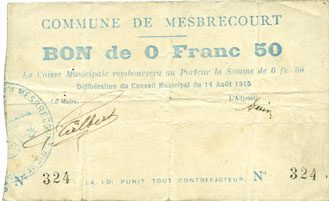 COMMUNE DE MESBRECOURT
BON de 0 Franc 50
La Caisse Municipale remboursera au Porteur la Somme de 0 fr. 50
Délibération du Conseil Municipal du 14 Août 1915
Le Maire, L'Adjoint,
N° 324 LA LOI PUNIT TOUT CONTREFACTEUR. N° 324